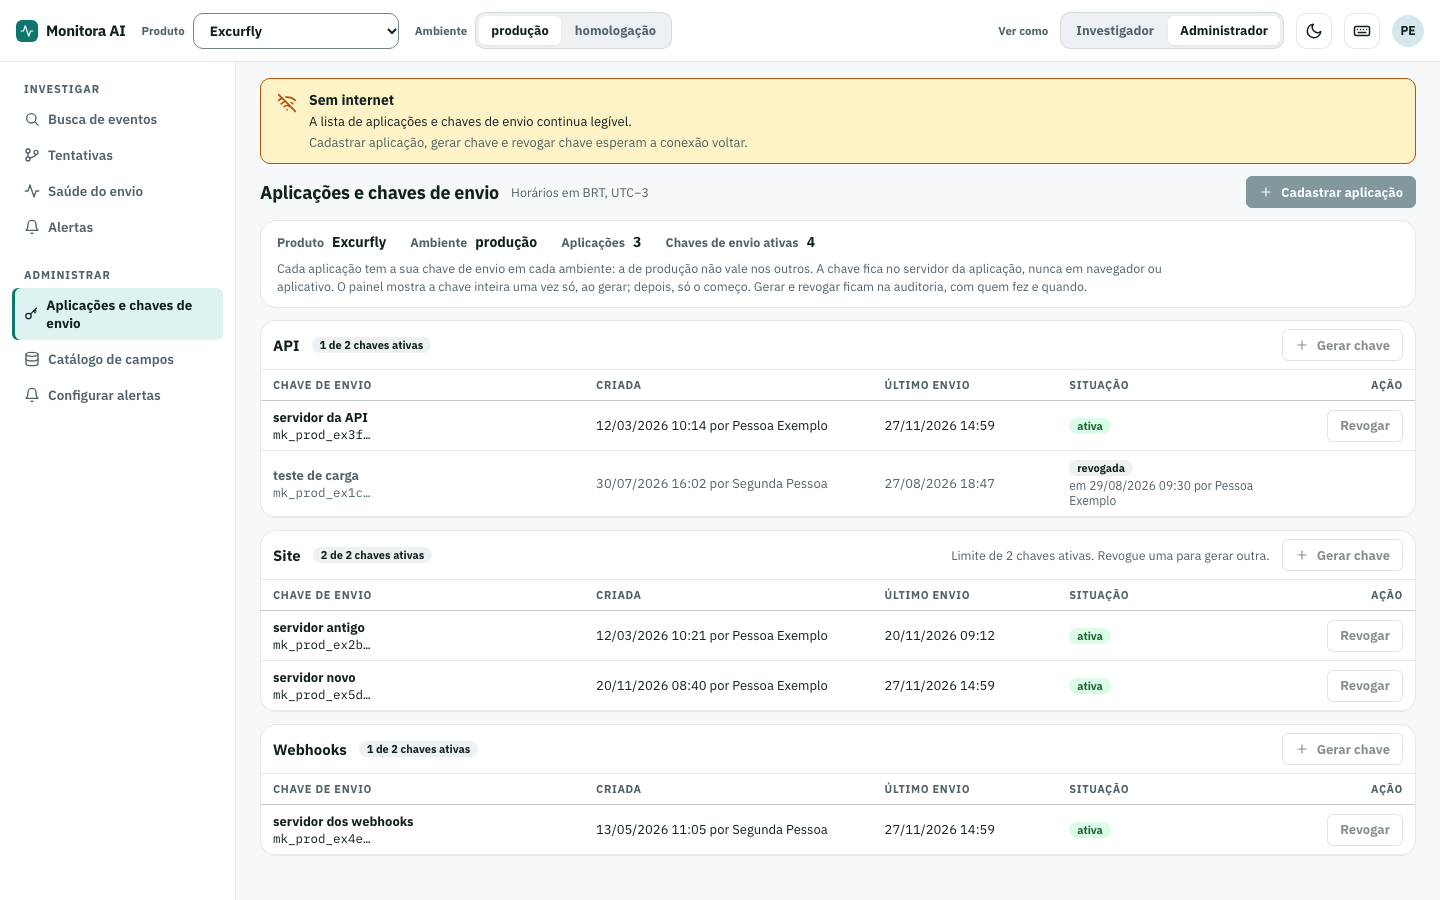 Monitora AI
Produto
Excurfly
Ambiente
produção
homologação
Ver como
Investigador
Administrador
PE
INVESTIGAR
Busca de eventos
Tentativas
Saúde do envio
Alertas
ADMINISTRAR
Aplicações e chaves de
envio
Catálogo de campos
Configurar alertas
Sem internet
A lista de aplicações e chaves de envio continua legível.
Cadastrar aplicação, gerar chave e revogar chave esperam a conexão voltar.
Aplicações e chaves de envio
Horários em BRT, UTC−3
Cadastrar aplicação
Produto Excurfly Ambiente produção Aplicações 3 Chaves de envio ativas 4
Cada aplicação tem a sua chave de envio em cada ambiente: a de produção não vale nos outros. A chave fica no servidor da aplicação, nunca em navegador ou
aplicativo. O painel mostra a chave inteira uma vez só, ao gerar; depois, só o começo. Gerar e revogar ficam na auditoria, com quem fez e quando.
API 1 de 2 chaves ativas
Gerar chave
CHAVE DE ENVIO CRIADA ÚLTIMO ENVIO SITUAÇÃO AÇÃO
servidor da API
mk_prod_ex3f…
12/03/2026 10:14 por Pessoa Exemplo
27/11/2026 14:59
ativa
Revogar
teste de carga
mk_prod_ex1c…
30/07/2026 16:02 por Segunda Pessoa
27/08/2026 18:47
revogada
em 29/08/2026 09:30 por Pessoa
Exemplo
Site 2 de 2 chaves ativas
Limite de 2 chaves ativas. Revogue uma para gerar outra.
Gerar chave
CHAVE DE ENVIO CRIADA ÚLTIMO ENVIO SITUAÇÃO AÇÃO
servidor antigo
mk_prod_ex2b…
12/03/2026 10:21 por Pessoa Exemplo
20/11/2026 09:12
ativa
Revogar
servidor novo
mk_prod_ex5d…
20/11/2026 08:40 por Pessoa Exemplo
27/11/2026 14:59
ativa
Revogar
Webhooks 1 de 2 chaves ativas
Gerar chave
CHAVE DE ENVIO CRIADA ÚLTIMO ENVIO SITUAÇÃO AÇÃO
servidor dos webhooks
mk_prod_ex4e…
13/05/2026 11:05 por Segunda Pessoa
27/11/2026 14:59
ativa
Revogar